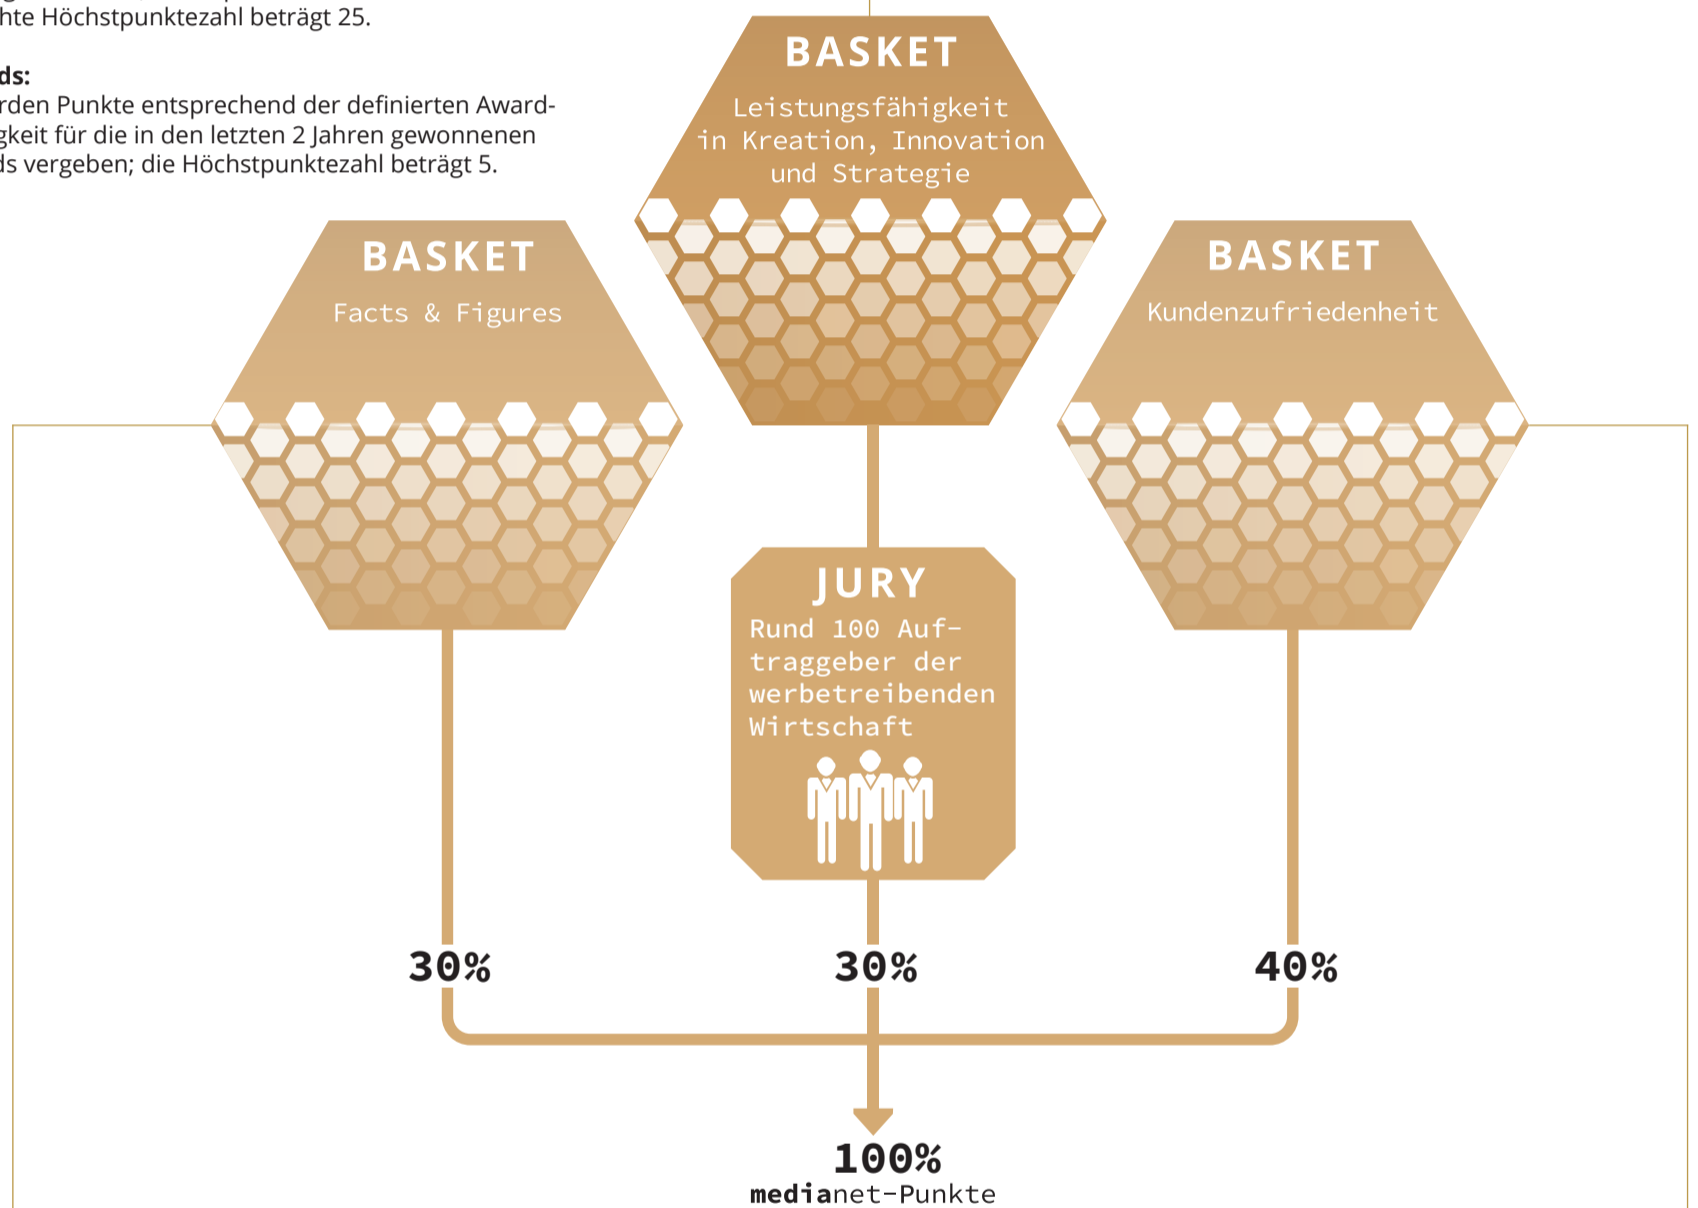 hte Höchstpunktezahl beträgt 25.
ds:
rden Punkte entsprechend der definierten Award-
gkeit für die in den letzten 2 Jahren gewonnenen
ds vergeben; die Höchstpunktezahl beträgt 5.
BASKET
Leistungsfähigkeit
in Kreation, Innovation
und Strategie
BASKET
Facts & Figures
BASKET
Kundenzufriedenheit
JURY
Rund 100 Auf-
traggeber der
werbetreibenden
Wirtschaft
30%
30%
40%
100%
medianet-Punkte